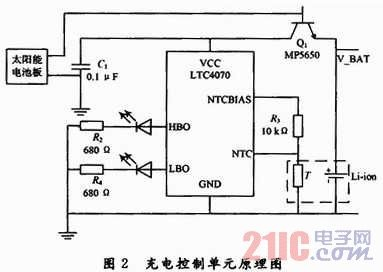 太阳能
电池板
C₁
0.1 μF
VCC
LTC4070
Q₁
MP5650
V_BAT
NTCBIAS
R₃
10 kΩ
HBO
R₂
680 Ω
NTC
LBO
R₄
680 Ω
T
+
Li-ion
GND
21IC电子网
.com
图 2 充电控制单元原理图